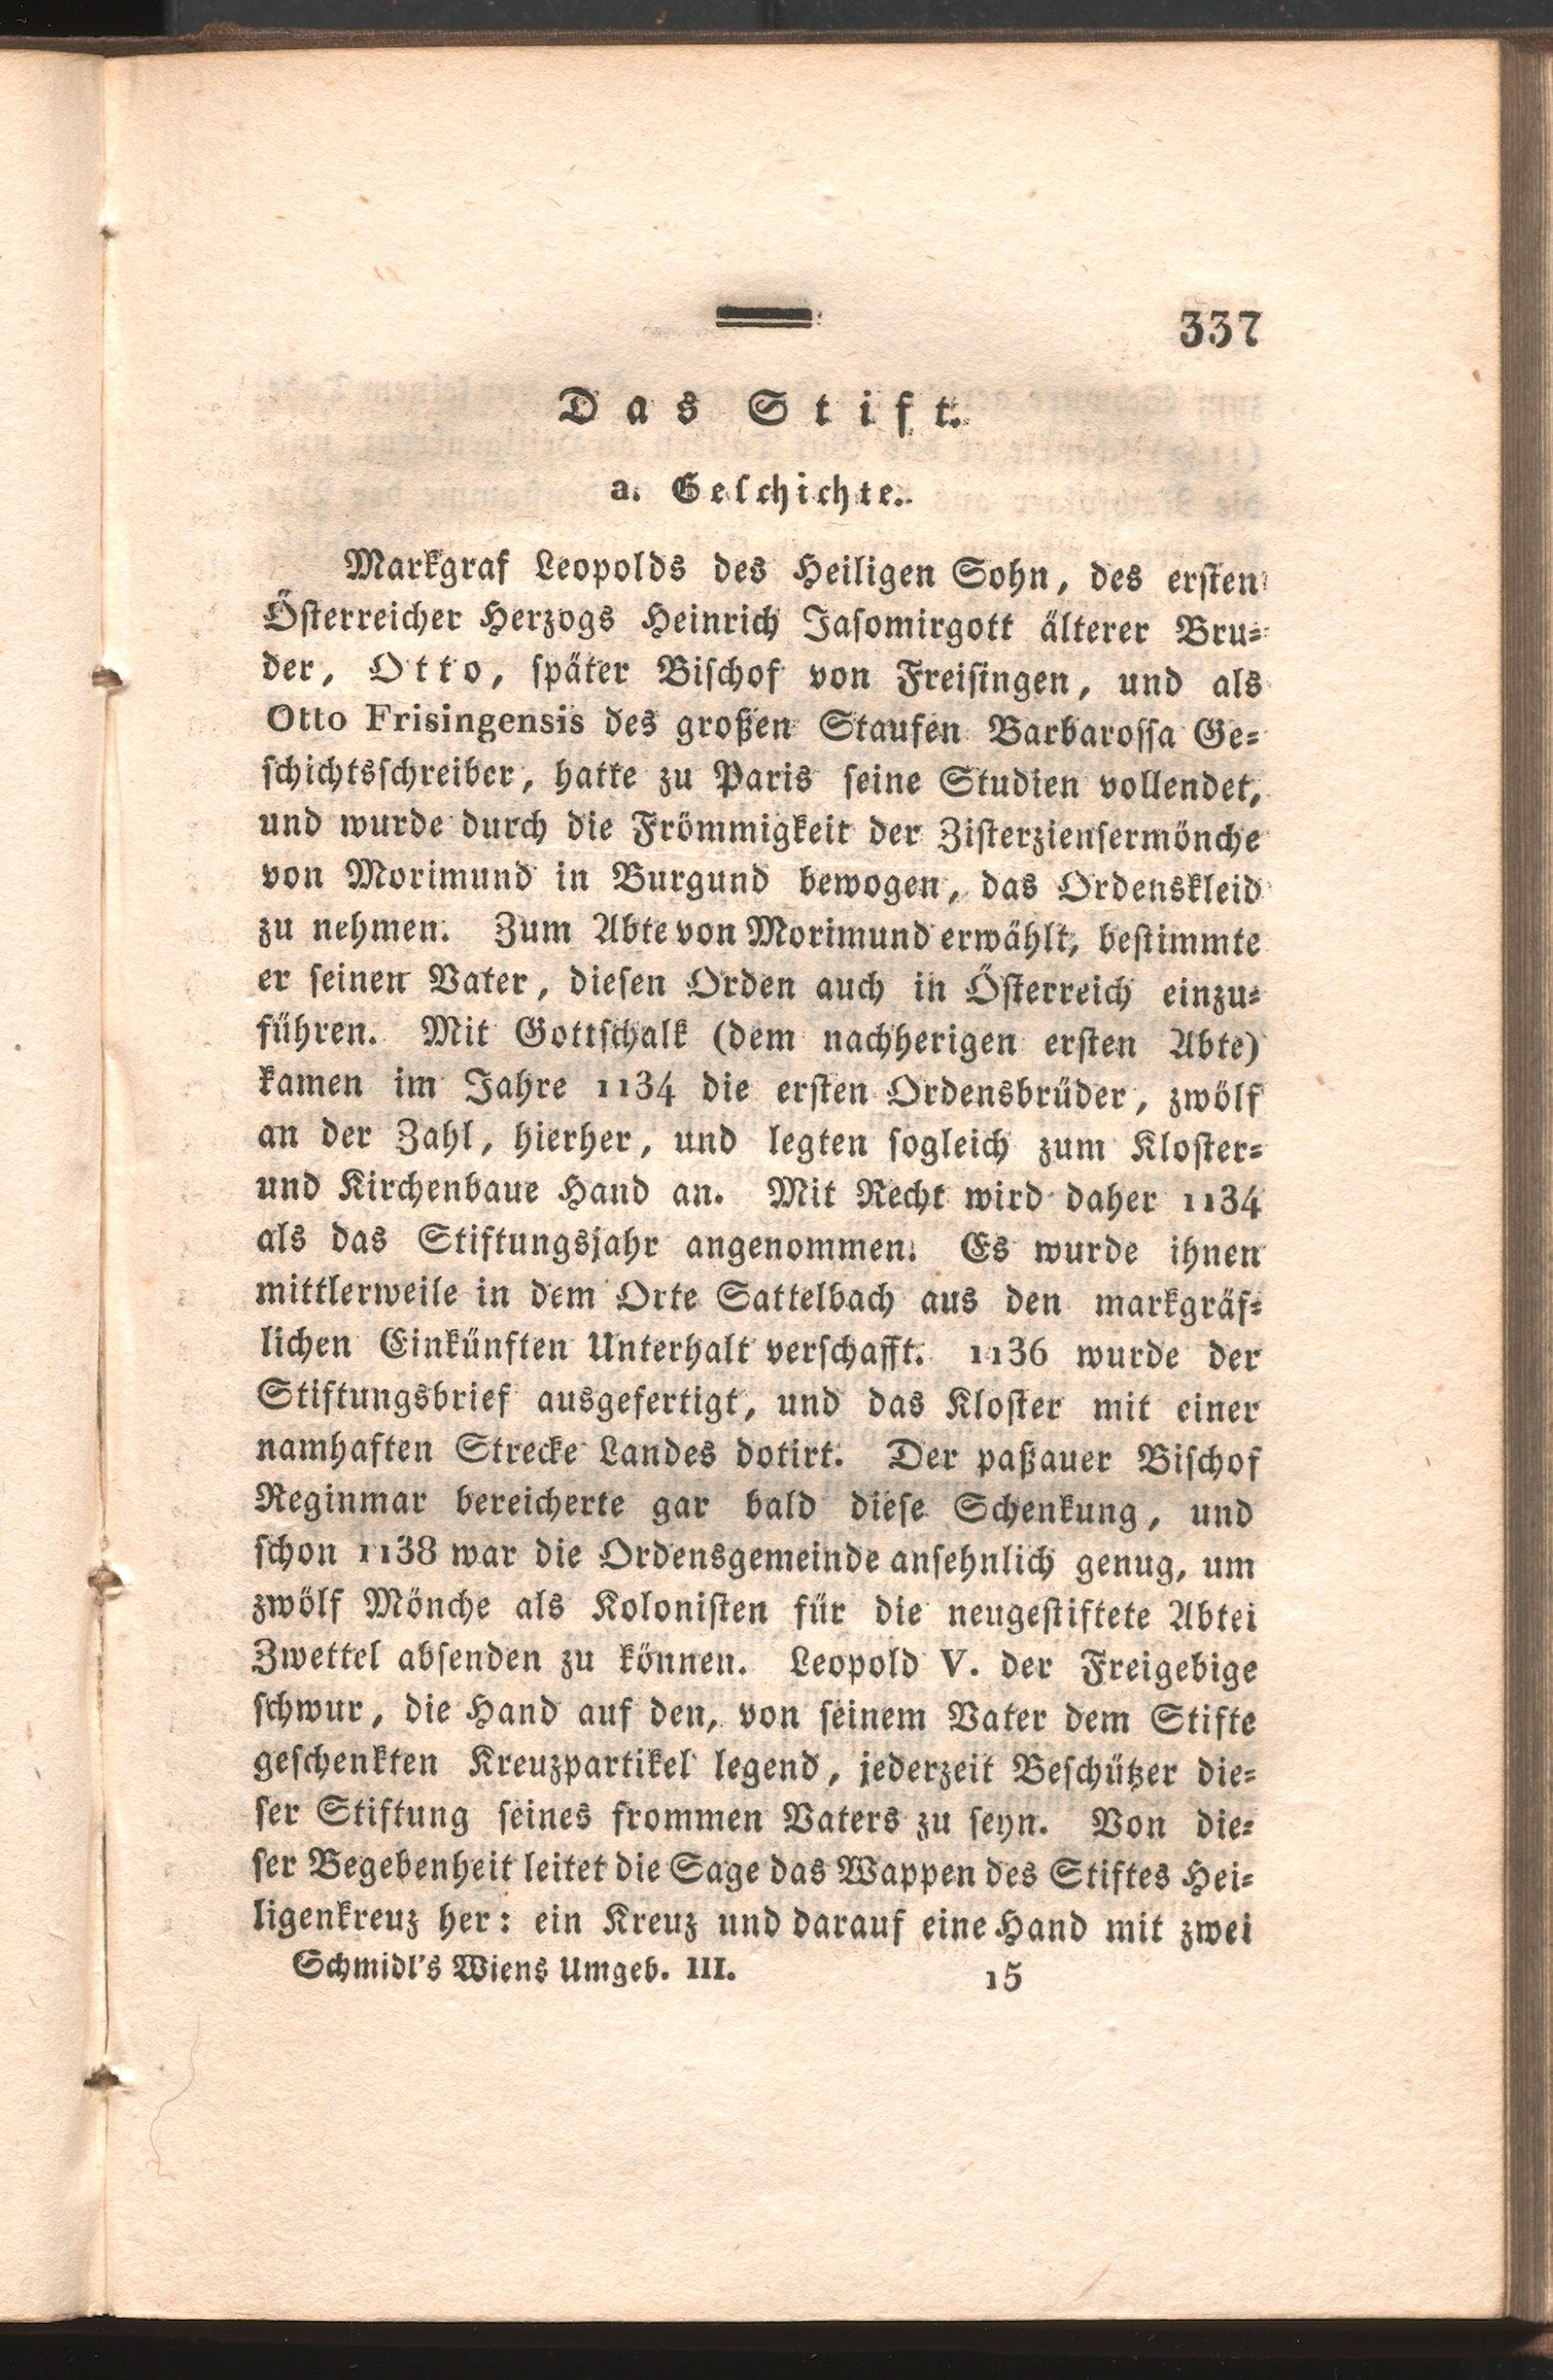 337
Das Stift.
a. Geschichte.
Markgraf Leopolds des Heiligen Sohn, des ersten
Österreicher Herzogs Heinrich Jasomirgott älterer Bru-
der, Otto, später Bischof von Freisingen, und als
Otto Frisingensis des großen Staufen Barbarossa Ge-
schichtsschreiber, hatte zu Paris seine Studien vollendet,
und wurde durch die Frömmigkeit der Zisterziensermönche
von Morimund in Burgund bewogen, das Ordenskleid
zu nehmen. Zum Abte von Morimund erwählt, bestimmte
er seinen Vater, diesen Orden auch in Österreich einzu-
führen. Mit Gottschalk (dem nachherigen ersten Abte)
kamen im Jahre 1134 die ersten Ordensbrüder, zwölf
an der Zahl, hierher, und legten sogleich zum Kloster-
und Kirchenbaue Hand an. Mit Recht wird daher 1134
als das Stiftungsjahr angenommen. Es wurde ihnen
mittlerweile in dem Orte Sattelbach aus den markgräf-
lichen Einkünften Unterhalt verschafft. 1136 wurde der
Stiftungsbrief ausgefertigt, und das Kloster mit einer
namhaften Strecke Landes dotirt. Der paßauer Bischof
Reginmar bereicherte gar bald diese Schenkung, und
schon 1138 war die Ordensgemeinde ansehnlich genug, um
zwölf Mönche als Kolonisten für die neugestiftete Abtei
Zwettel absenden zu können. Leopold V. der Freigebige
schwur, die Hand auf den, von seinem Vater dem Stifte
geschenkten Kreuzpartikel legend, jederzeit Beschützer die-
ser Stiftung seines frommen Vaters zu seyn. Von die-
ser Begebenheit leitet die Sage das Wappen des Stiftes Hei-
ligenkreuz her: ein Kreuz und darauf eine Hand mit zwei
Schmidl's Wiens Umgeb. III. 15